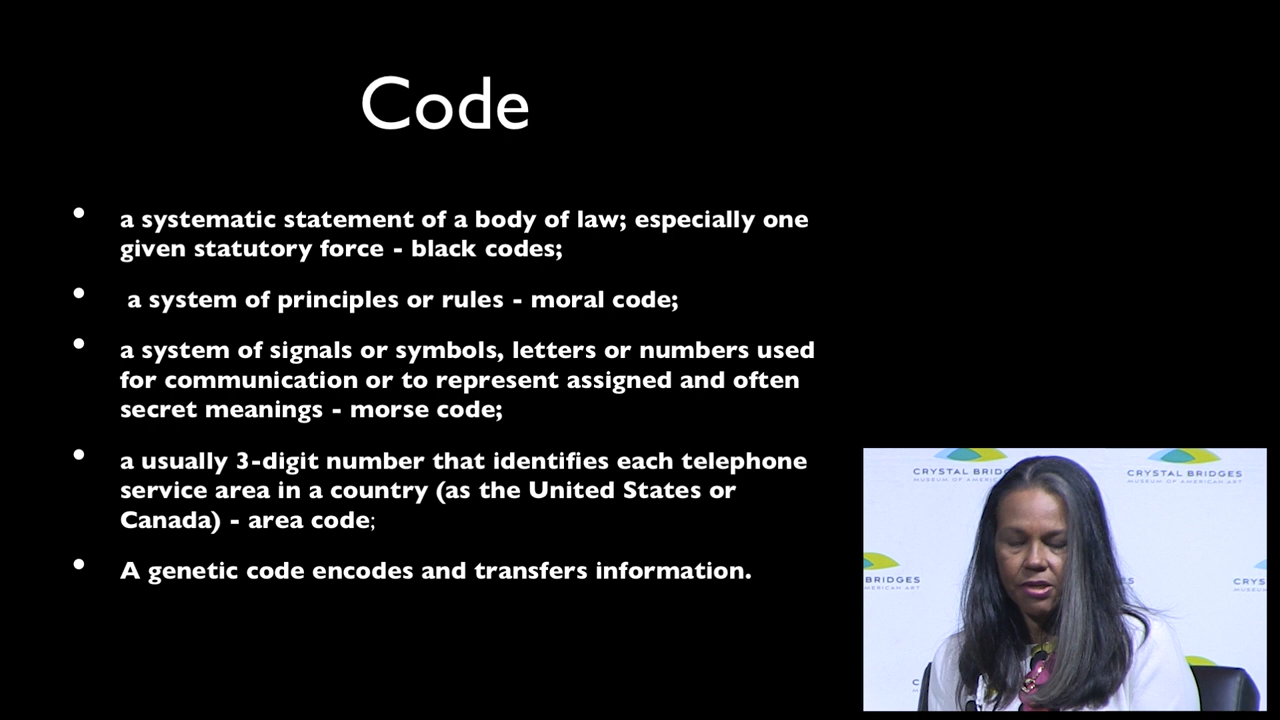 Code
• a systematic statement of a body of law; especially one
given statutory force - black codes;
• a system of principles or rules - moral code;
• a system of signals or symbols, letters or numbers used
for communication or to represent assigned and often
secret meanings - morse code;
• a usually 3-digit number that identifies each telephone
service area in a country (as the United States or
Canada) - area code;
• A genetic code encodes and transfers information.
CRYSTAL BRIDG
MUSEUM OF AMERICAN
CRYSTAL BRIDGES
MUSEUM OF AMERICAN ART
BRIDGES
AMERICAN ART
CRYS